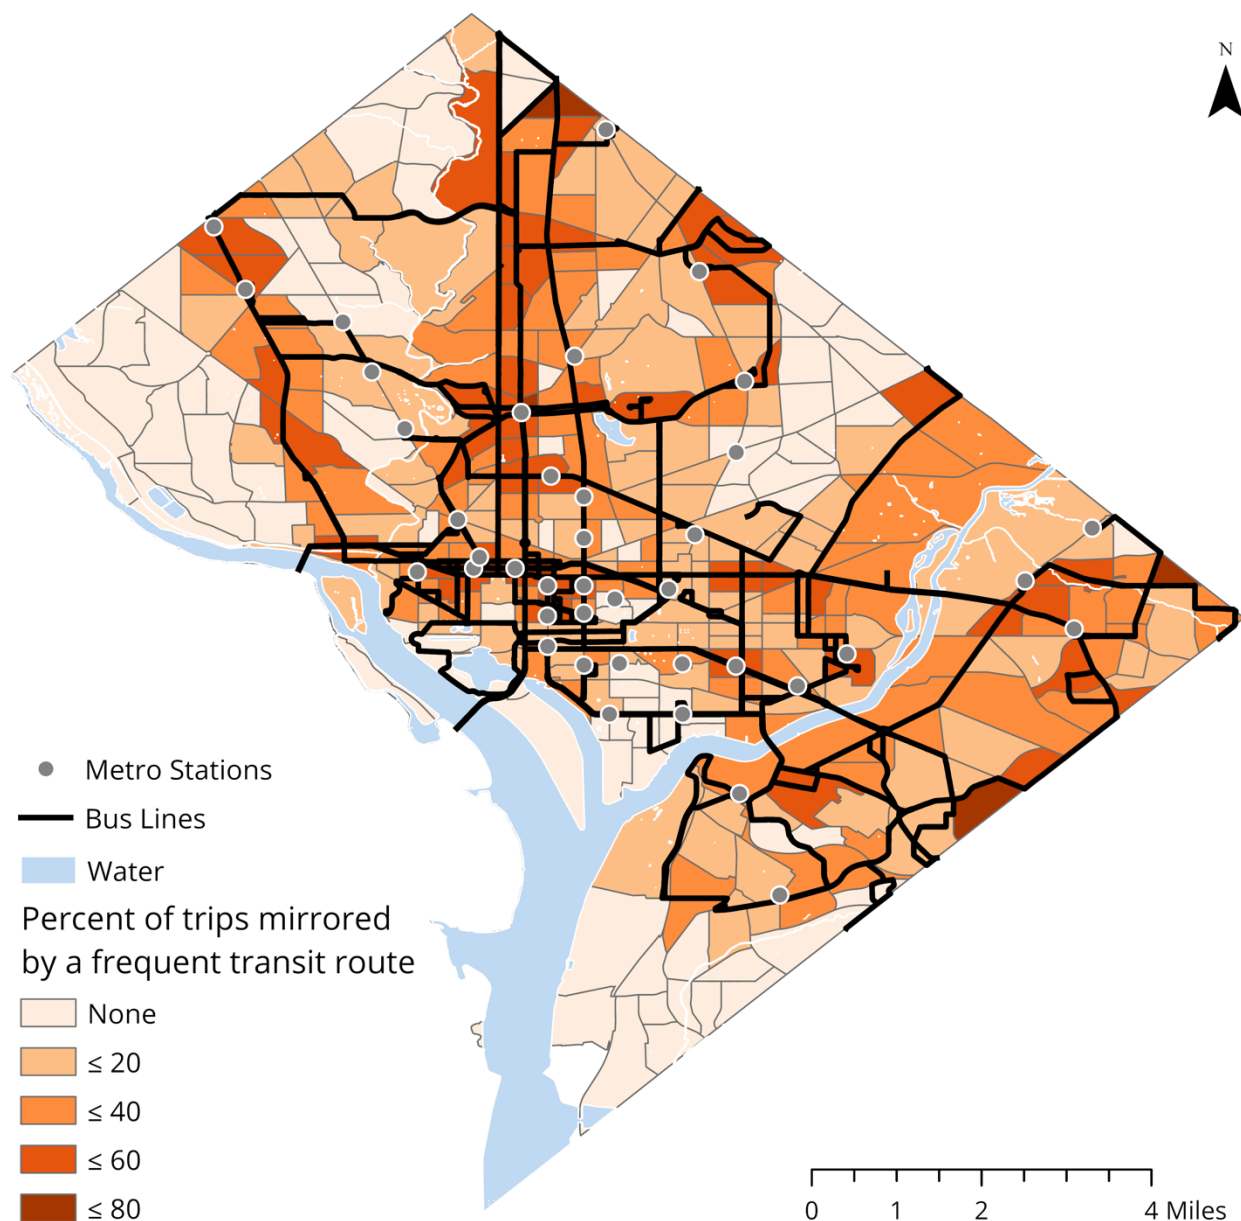 N
Metro Stations
Bus Lines
Water
Percent of trips mirrored
by a frequent transit route
None
≤ 20
≤ 40
≤ 60
≤ 80
0 1 2 4 Miles